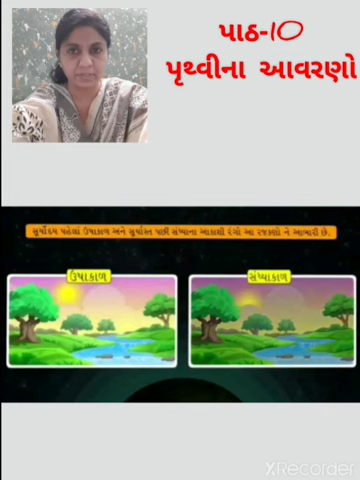 પાઠ-10
પૃથ્વીના આવરણો
સુર્યોદય પહેલાં ઉષાકાળ અને સુર્યાસ્ત પછી સંધ્યાના આકાશી રંગો આ રજકણો ને આભારી છે.
ઉષાકાળ
સંધ્યાકાળ
XRecorder